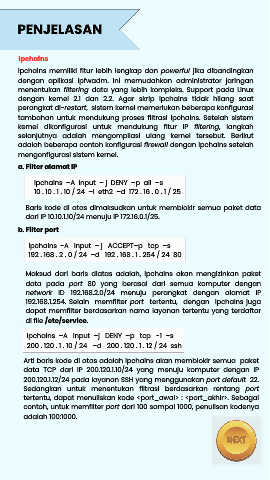 PENJELASAN
Ipchains
Ipchains memiliki fitur lebih lengkap dan powerful jika dibandingkan
dengan aplikasi ipfwadm. Ini memudahkan administrator jaringan
menentukan filtering data yang lebih kompleks. Support pada Linux
dengan kernel 2.1 dan 2.2. Agar skrip ipchains tidak hilang saat
perangkat di-restart, sistem kernel memerlukan beberapa konfigurasi
tambahan untuk mendukung proses filtrasi ipchains. Setelah sistem
kernel dikonfigurasi untuk mendukung fitur IP filtering, langkah
selanjutnya adalah mengompilasi ulang kernel tersebut. Berikut
adalah beberapa contoh konfigurasi firewall dengan ipchains setelah
mengonfigurasi sistem kernel.
a. Filter alamat IP
ipchains –A input – j DENY –p all –s
10 . 10 . 1 . 10 / 24 –i eth2 –d 172 . 16 . 0 . 1 / 25
Baris kode di atas dimaksudkan untuk memblokir semua paket data
dari IP 10.10.1.10/24 menuju IP 172.16.0.1/25.
b. Filter port
ipchains –A input – j ACCEPT–p tcp –s
192 . 168 . 2 . 0 / 24 –d 192 . 168 . 1 . 254 / 24 80
Maksud dari baris diatas adalah, ipchains akan mengizinkan paket
data pada port 80 yang berasal dari semua komputer dengan
network ID 192.168.2.0/24 menuju perangkat dengan alamat IP
192.168.1.254. Selain memfilter port tertentu, dengan ipchains juga
dapat memfilter berdasarkan nama layanan tertentu yang terdaftar
di file /etc/service.
ipchains –A input –j DENY –p tcp –1 –s
200 . 120 . 1 . 10 / 24 –d 200 . 120 . 1 . 12 / 24 ssh
Arti baris kode di atas adalah ipchains akan memblokir semua paket
data TCP dari IP 200.120.1.10/24 yang menuju komputer dengan IP
200.120.1.12/24 pada layanan SSH yang menggunakan port default 22.
Sedangkan untuk menentukan filtrasi berdasarkan rentang port
tertentu, dapat menuliskan kode <port_awal> : <port_akhir>. Sebagai
contoh, untuk memfilter port dari 100 sampai 1000, penulisan kodenya
adalah 100:1000.
NEXT